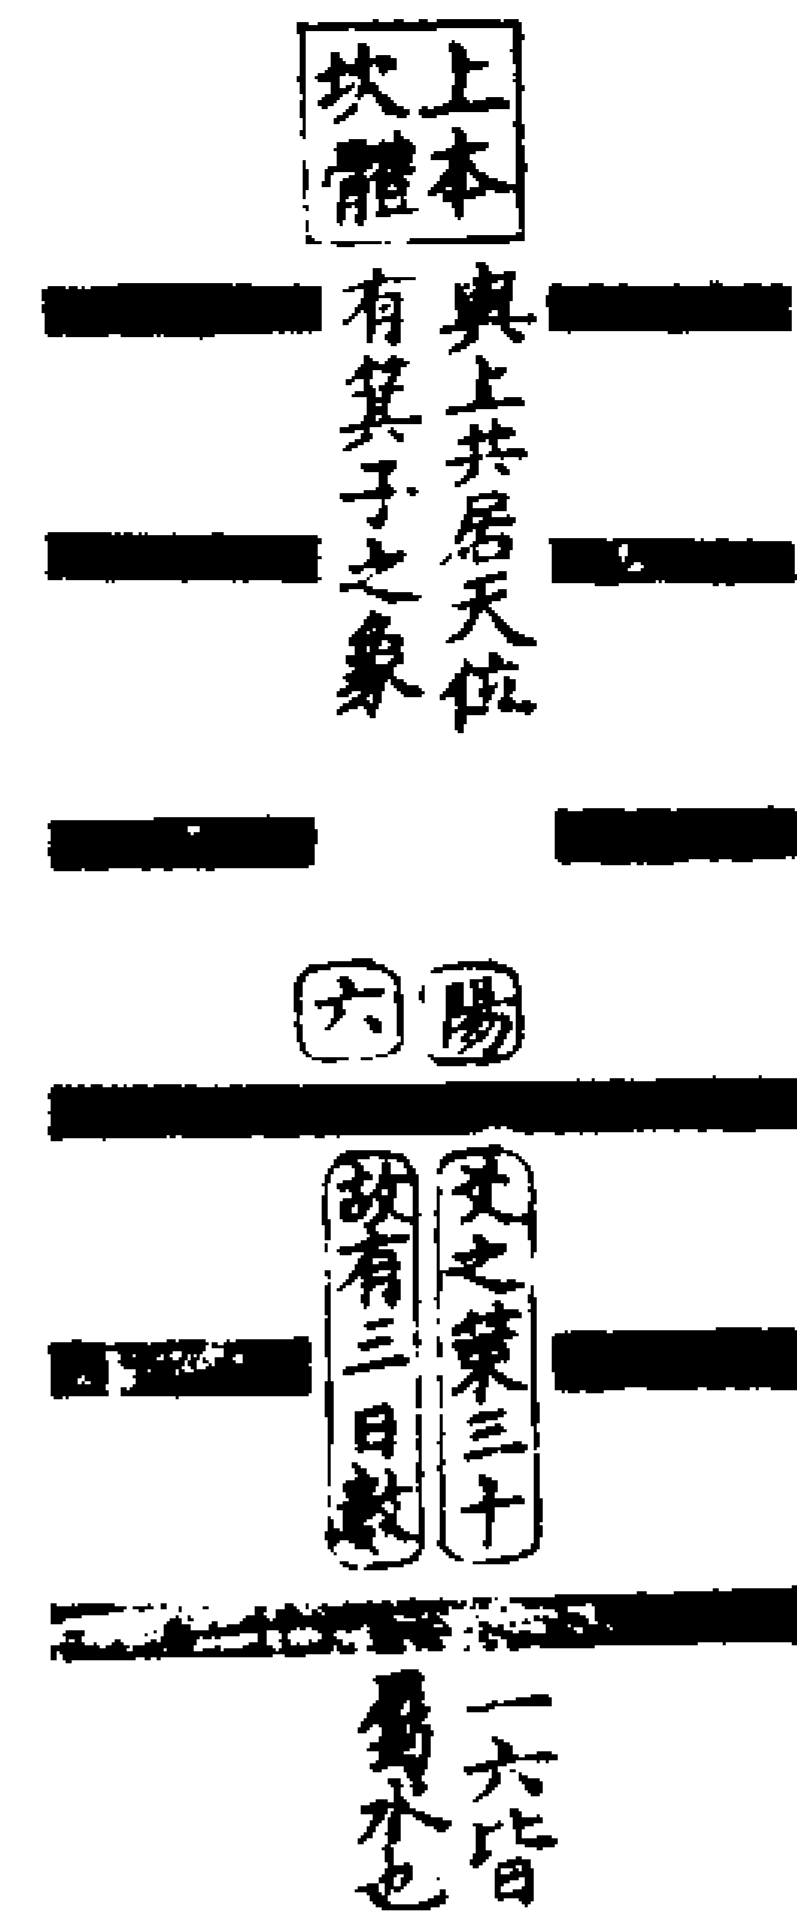 上本
坎體
與上共居天位
有箕子之象
陽
六
爻之策三十
故有三日數
一六皆
屬水也